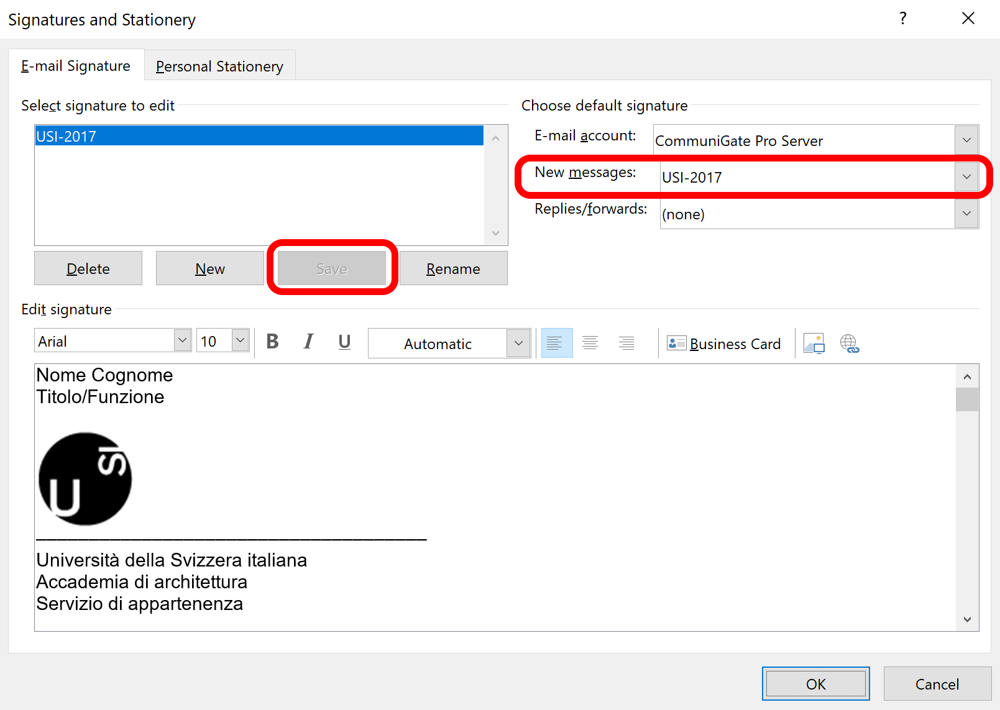 Signatures and Stationery
?
E-mail Signature
Personal Stationery
Select signature to edit
USI-2017
Choose default signature
E-mail account: CommuniGate Pro Server
New messages: USI-2017
Replies/forwards: (none)
Delete New Save Rename
Edit signature
Arial 10 B I U Automatic Business Card
Nome Cognome
Titolo/Funzione
U SI
Università della Svizzera italiana
Accademia di architettura
Servizio di appartenenza
OK Cancel